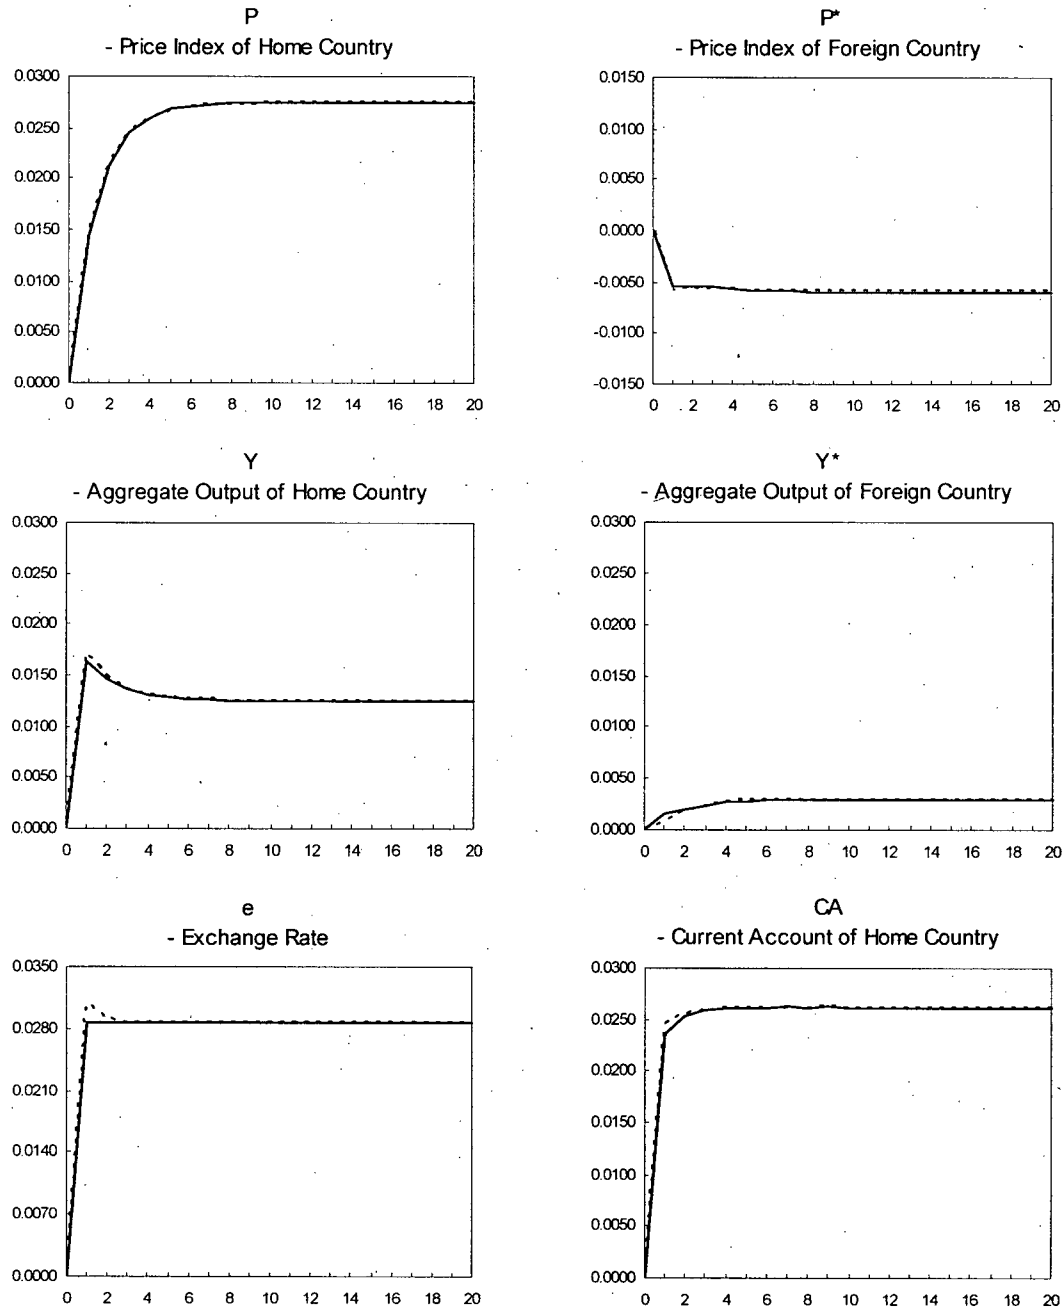 P
- Price Index of Home Country
0.0300
0.0250
0.0200
0.0150
0.0100
0.0050
0.0000
0 2 4 6 8 10 12 14 16 18 20
P*
- Price Index of Foreign Country
0.0150
0.0100
0.0050
0.0000
-0.0050
-0.0100
-0.0150
0 2 4 6 8 10 12 14 16 18 20
Y
- Aggregate Output of Home Country
0.0300
0.0250
0.0200
0.0150
0.0100
0.0050
0.0000
0 2 4 6 8 10 12 14 16 18 20
Y*
- Aggregate Output of Foreign Country
0.0300
0.0250
0.0200
0.0150
0.0100
0.0050
0.0000
0 2 4 6 8 10 12 14 16 18 20
e
- Exchange Rate
0.0350
0.0280
0.0210
0.0140
0.0070
0.0000
0 2 4 6 8 10 12 14 16 18 20
CA
- Current Account of Home Country
0.0300
0.0250
0.0200
0.0150
0.0100
0.0050
0.0000
0 2 4 6 8 10 12 14 16 18 20